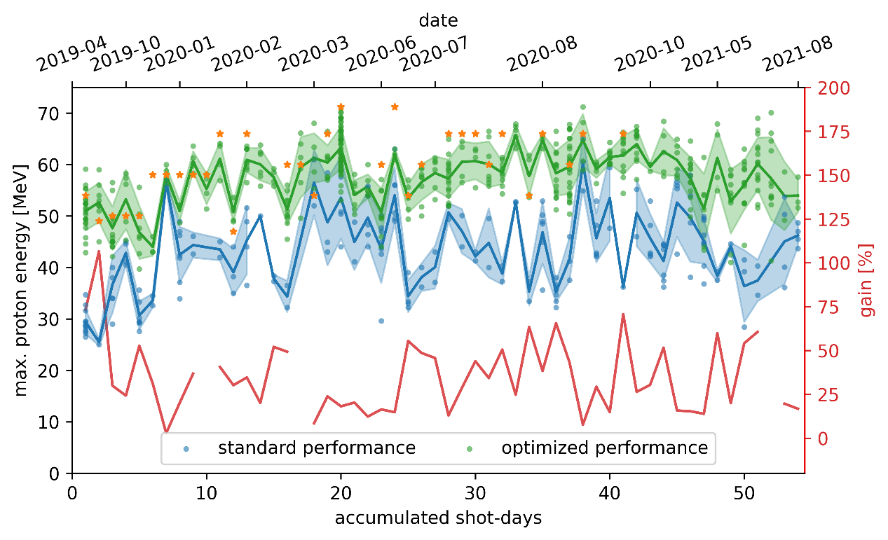 date
2019-04 2019-10 2020-01 2020-02 2020-03 2020-06 2020-07 2020-08 2020-10 2021-05 2021-08
max. proton energy [MeV]
70
60
50
40
30
20
10
0
200
175
150
125
100
75
50
25
0
gain [%]
standard performance optimized performance
0 10 20 30 40 50
accumulated shot-days